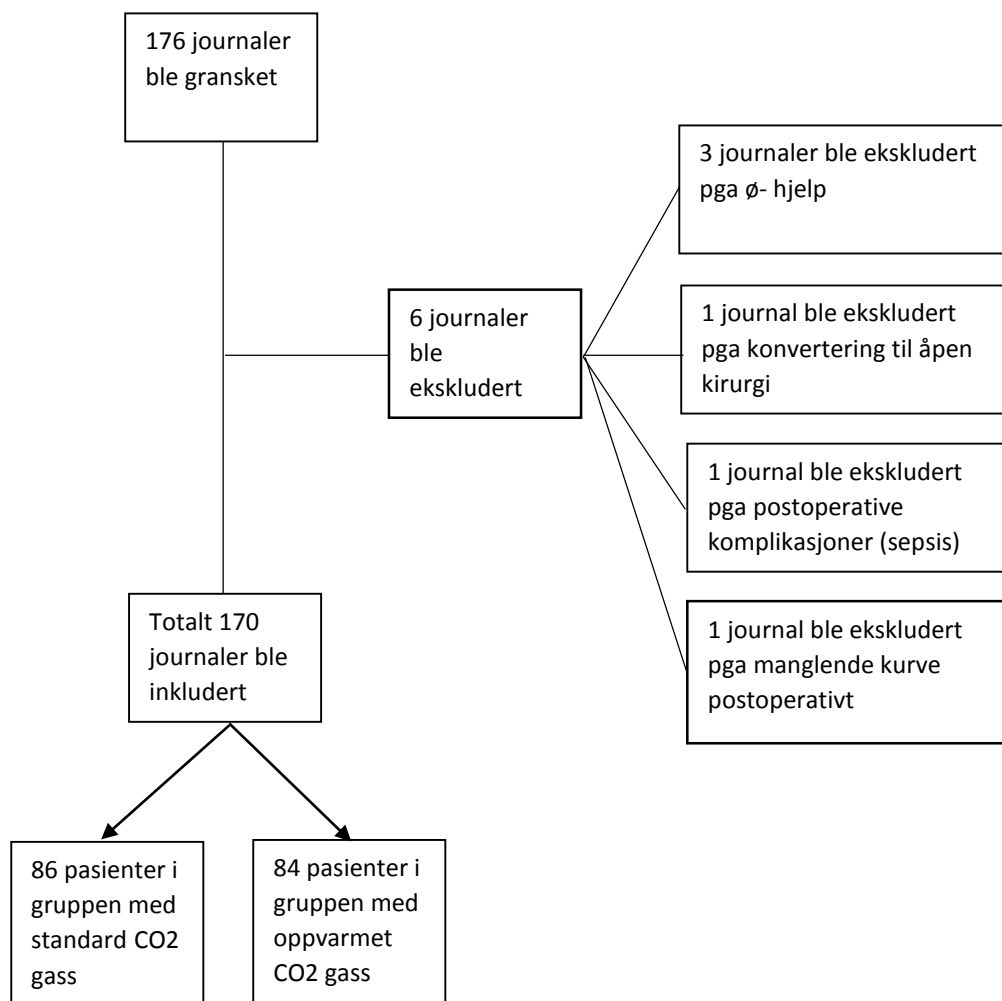 176 journaler
ble gransket
3 journaler ble ekskludert
pga ø- hjelp
6 journaler
ble
ekskludert
1 journal ble ekskludert
pga konvertering til åpen
kirurgi
1 journal ble ekskludert
pga postoperative
komplikasjoner (sepsis)
1 journal ble ekskludert
pga manglende kurve
postoperativt
Totalt 170
journaler ble
inkludert
86 pasienter i
gruppen med
standard CO2
gass
84 pasienter i
gruppen med
oppvarmet
CO2 gass